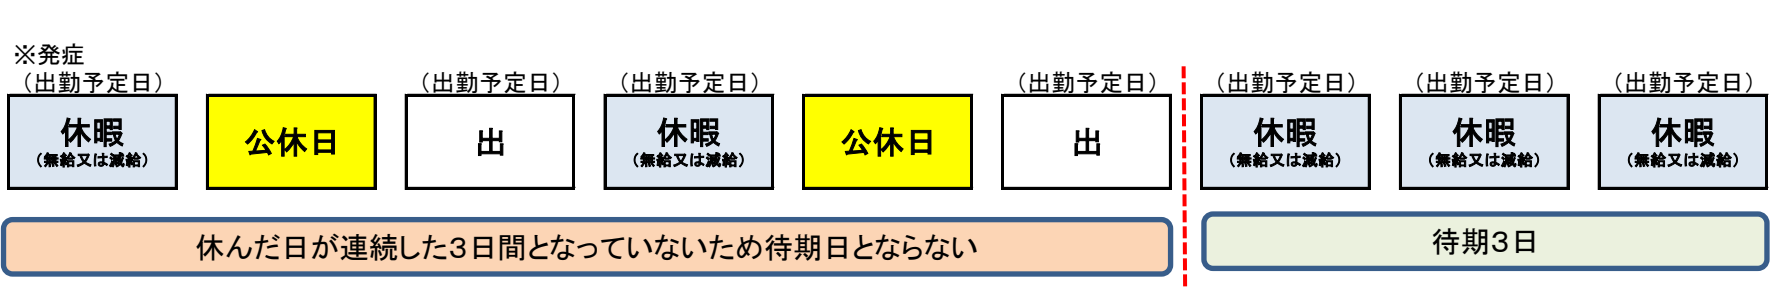 ※発症
（出勤予定日）
（出勤予定日）
（出勤予定日）
（出勤予定日）
（出勤予定日）
（出勤予定日）
（出勤予定日）
休暇
（無給又は減給）
公休日
出
休暇
（無給又は減給）
公休日
出
休暇
（無給又は減給）
休暇
（無給又は減給）
休暇
（無給又は減給）
休んだ日が連続した３日間となっていないため待期日とならない
待期３日